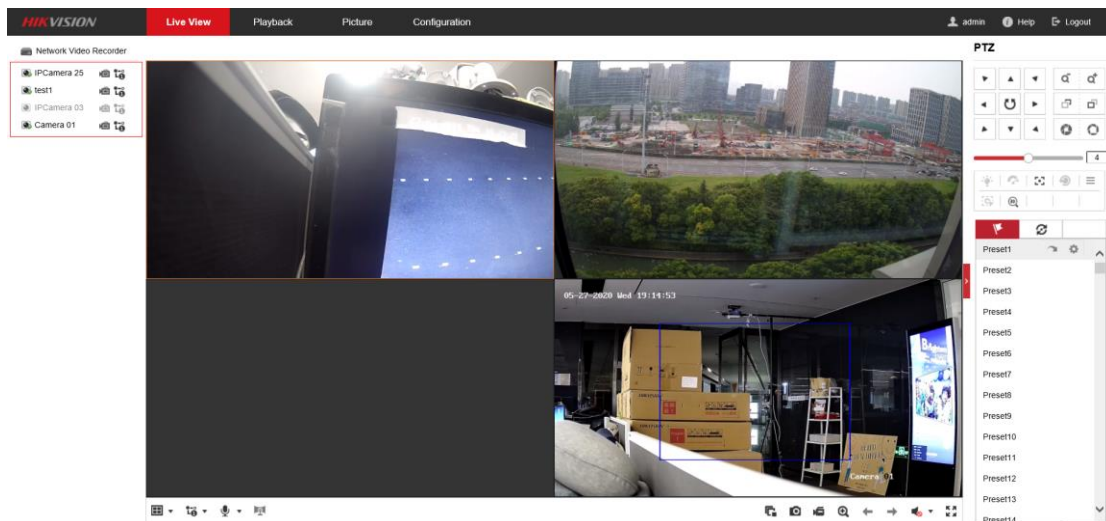 HIKVISION
Live View
Playback
Picture
Configuration
admin
Help
Logout
Network Video Recorder
IPCamera 25
test1
IPCamera 03
Camera 01
05-27-2020 Wed 19:14:53
Camera 01
PTZ
4
Preset1
Preset2
Preset3
Preset4
Preset5
Preset6
Preset7
Preset8
Preset9
Preset10
Preset11
Preset12
Preset13
Preset14